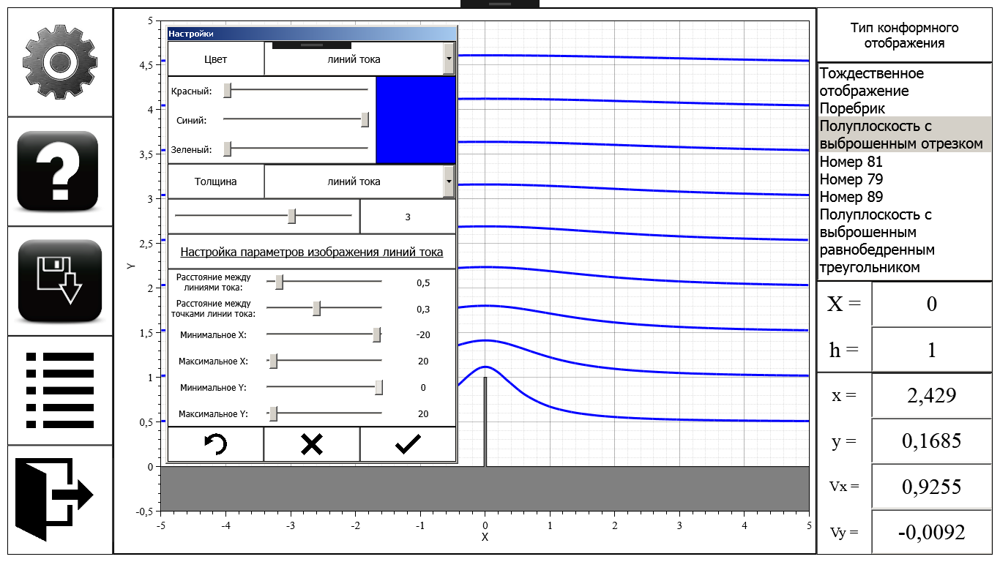 Настройки
Цвет
линий тока
Красный:
Синий:
Зеленый:
Толщина
линий тока
3
Настройка параметров изображения линий тока
Расстояние между
линиями тока:
0,5
Расстояние между
точками линии тока:
0,3
Минимальное X:
-20
Максимальное X:
20
Минимальное Y:
0
Максимальное Y:
20
5
4,5
4
3,5
3
2,5
2
1,5
1
0,5
0
-0,5
Y
-5
-4
-3
-2
-1
0
1
2
3
4
5
X
Тип конформного
отображения
Тождественное
отображение
Поребрик
Полуплоскость с
выброшенным отрезком
Номер 81
Номер 79
Номер 89
Полуплоскость с
выброшенным
равнобедренным
треугольником
X =
0
h =
1
x =
2,429
y =
0,1685
Vx =
0,9255
Vy =
-0,0092